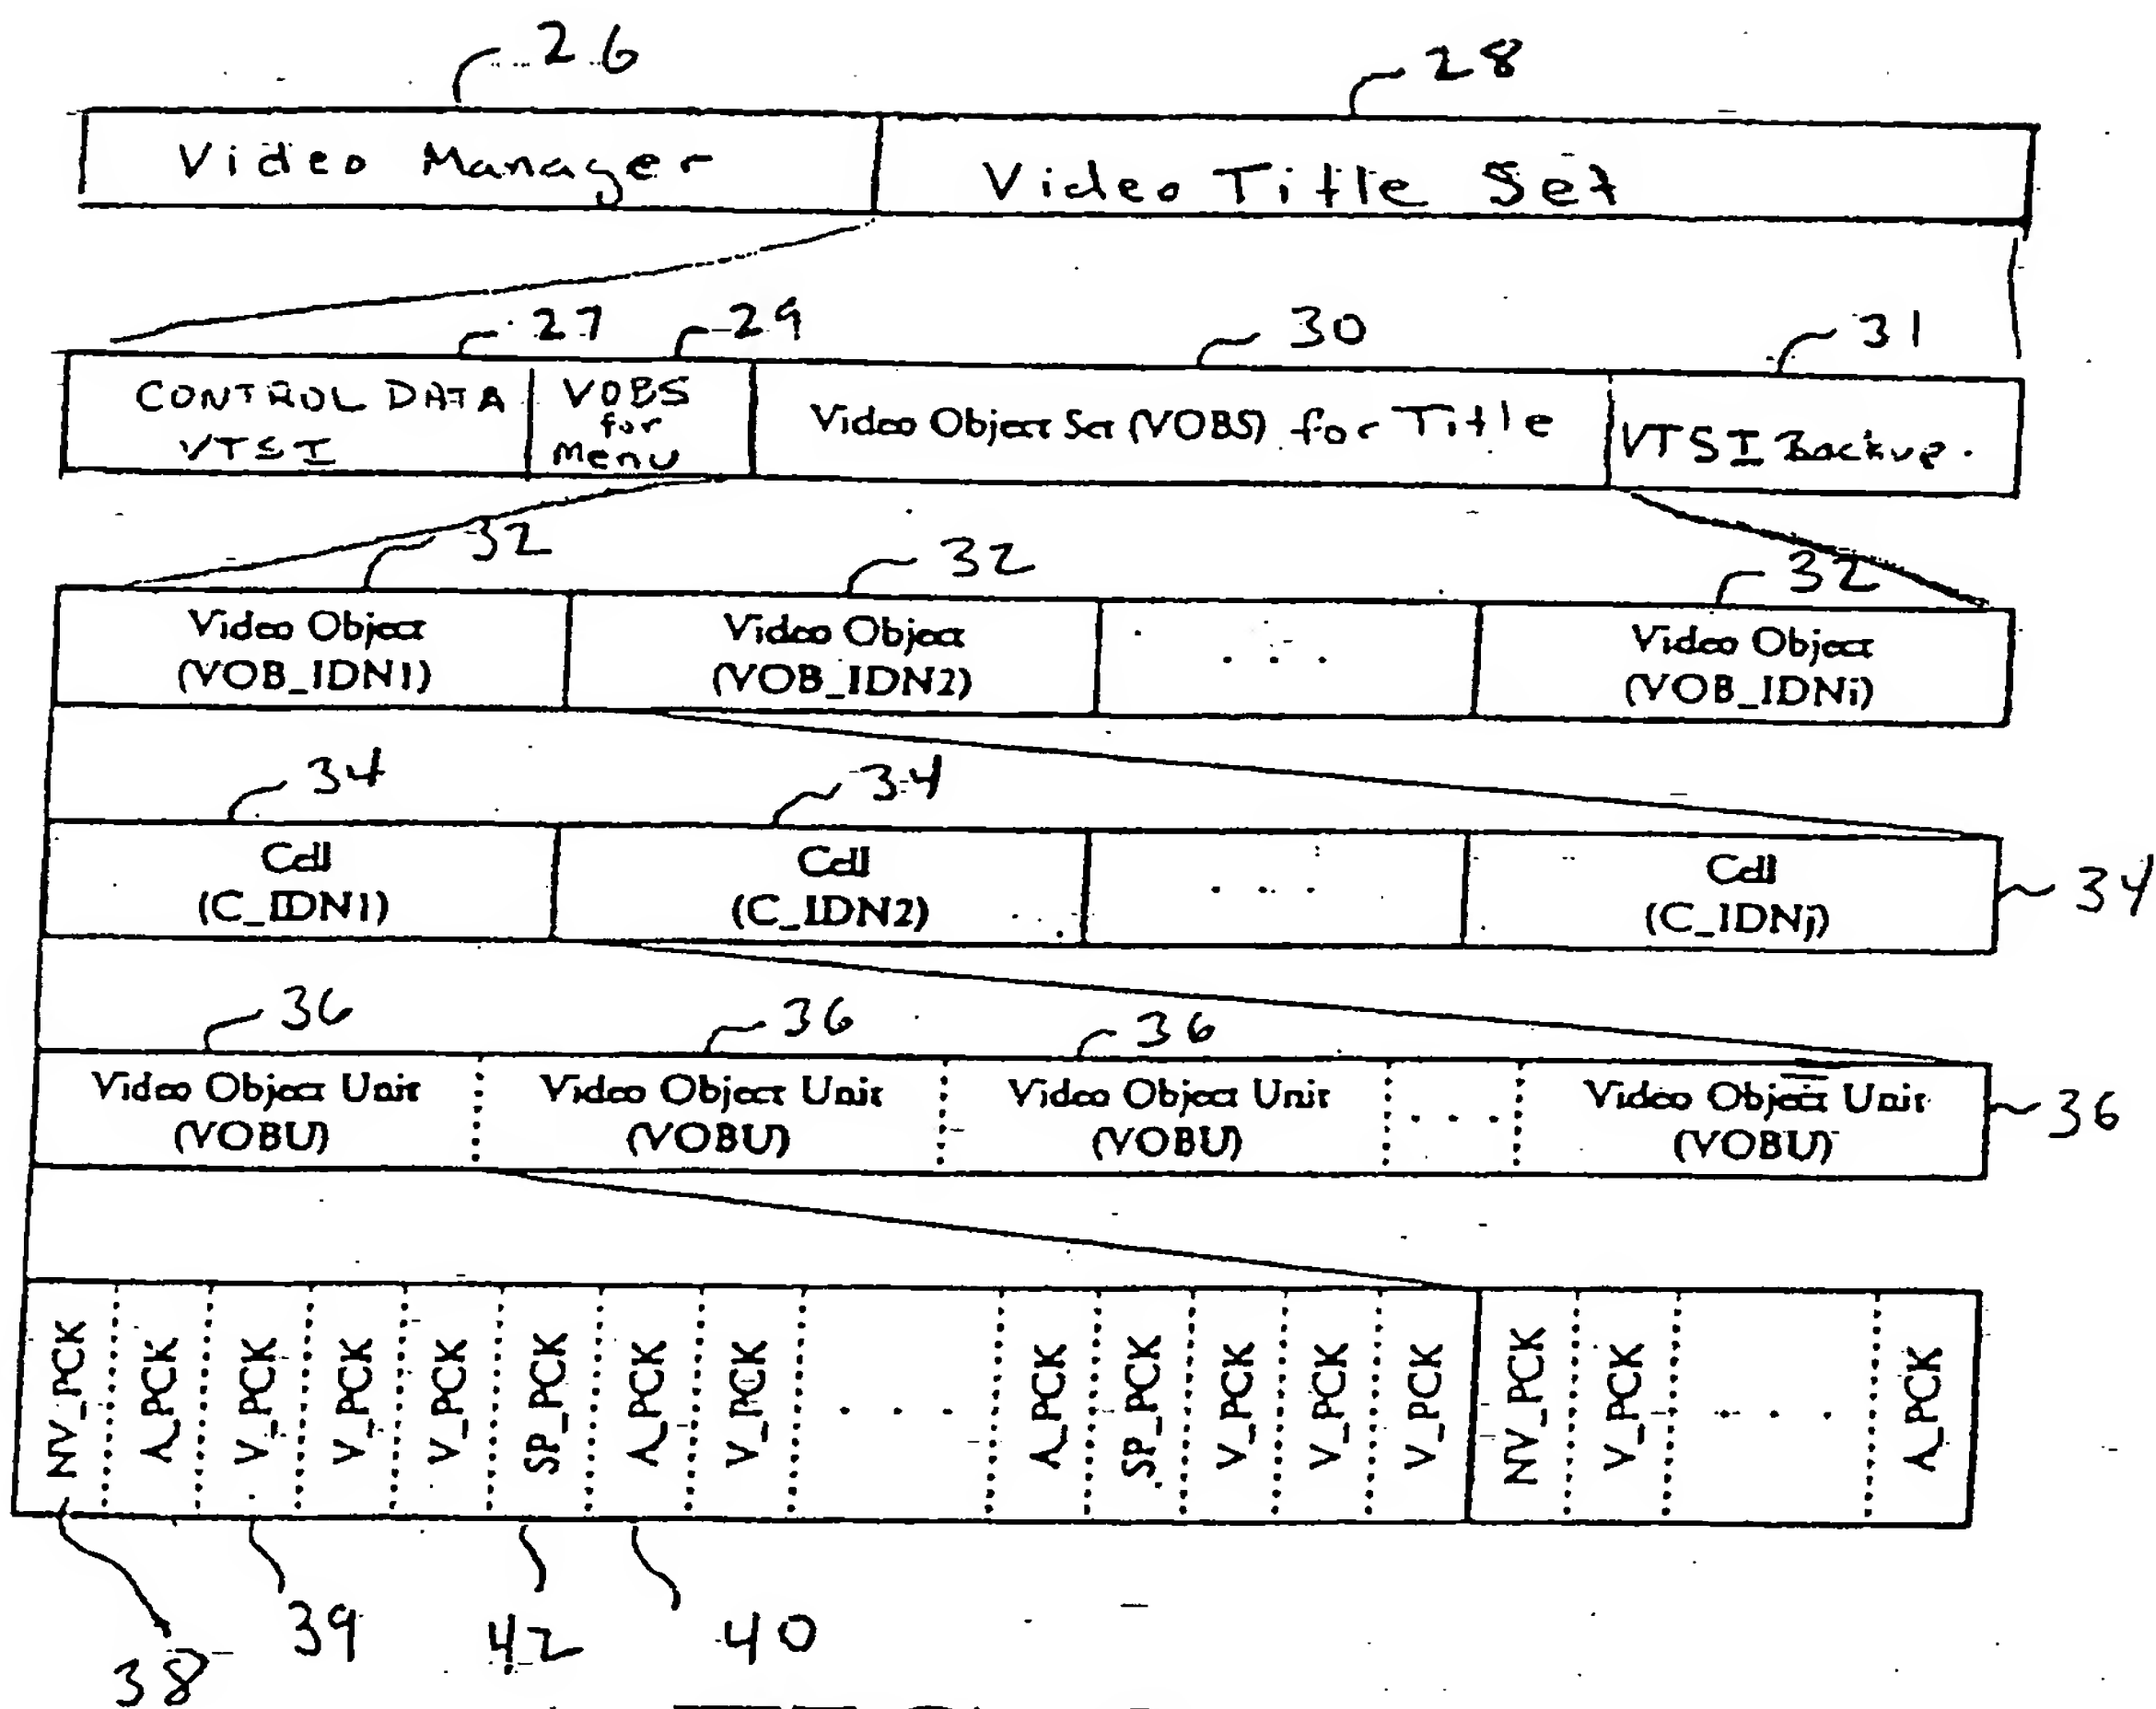 26
28
Video Manager
Video Title Set
27
29
30
31
CONTROL DATA
VTSI
VOBS
for
Menu
Video Object Set (VOBS) for Title
VTSI Backup.
32
32
32
Video Object
(VOB_IDN1)
Video Object
(VOB_IDN2)
. . .
Video Object
(VOB_IDNi)
34
34
Cell
(C_IDN1)
Cell
(C_IDN2)
. . .
Cell
(C_IDNj)
34
36
36
36
Video Object Unit
(VOBU)
Video Object Unit
(VOBU)
Video Object Unit
(VOBU)
. . . .
Video Object Unit
(VOBU)
36
NV_PCK
A_PCK
V_PCK
V_PCK
V_PCK
SP_PCK
A_PCK
V_PCK
. . . .
A_PCK
SP_PCK
V_PCK
V_PCK
V_PCK
NV_PCK
V_PCK
. . . .
A_PCK
38
39
42
40